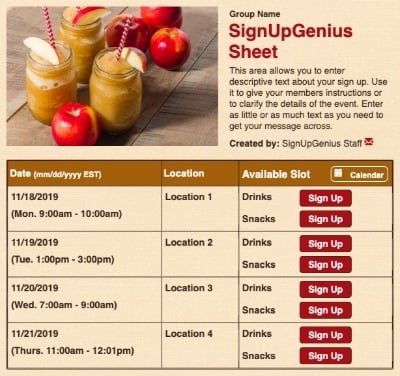 Group Name
SignUpGenius
Sheet
This area allows you to enter
descriptive text about your sign up. Use
it to give your members instructions or
to clarify the details of the event. Enter
as little or as much text as you need to
get your message across.
Created by: SignUpGenius Staff
Date (mm/dd/yyyy EST) Location Available Slot Calendar
11/18/2019 Location 1 Drinks Sign Up
(Mon. 9:00am - 10:00am) Snacks Sign Up
11/19/2019 Location 2 Drinks Sign Up
(Tue. 1:00pm - 3:00pm) Snacks Sign Up
11/20/2019 Location 3 Drinks Sign Up
(Wed. 7:00am - 9:00am) Snacks Sign Up
11/21/2019 Location 4 Drinks Sign Up
(Thurs. 11:00am - 12:01pm) Snacks Sign Up